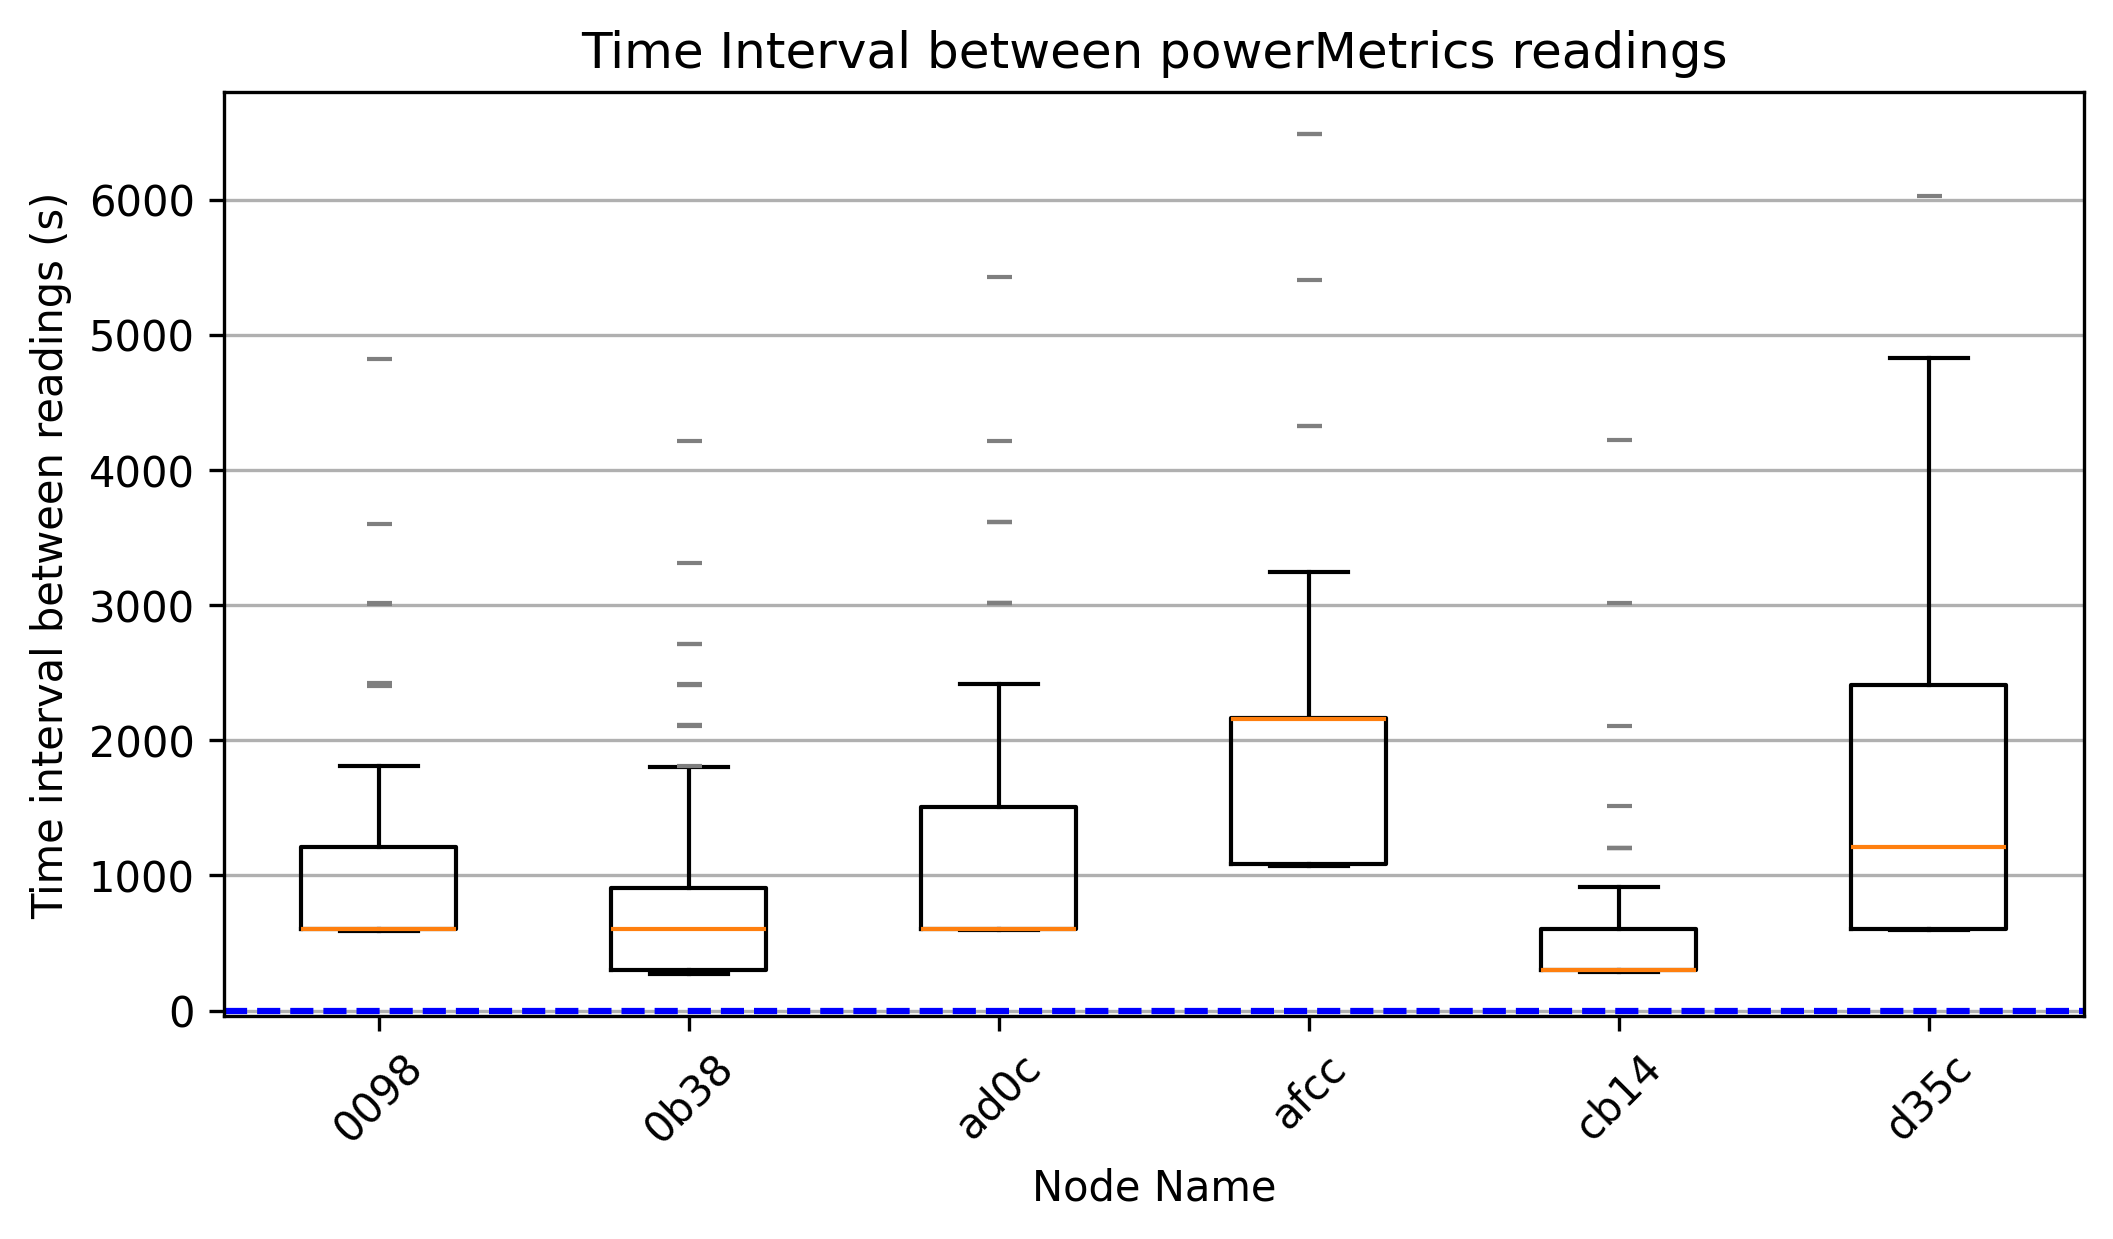 Time Interval between powerMetrics readings
Time interval between readings (s)
6000
5000
4000
3000
2000
1000
0
0098
0b38
ad0c
afcc
cb14
d35c
Node Name